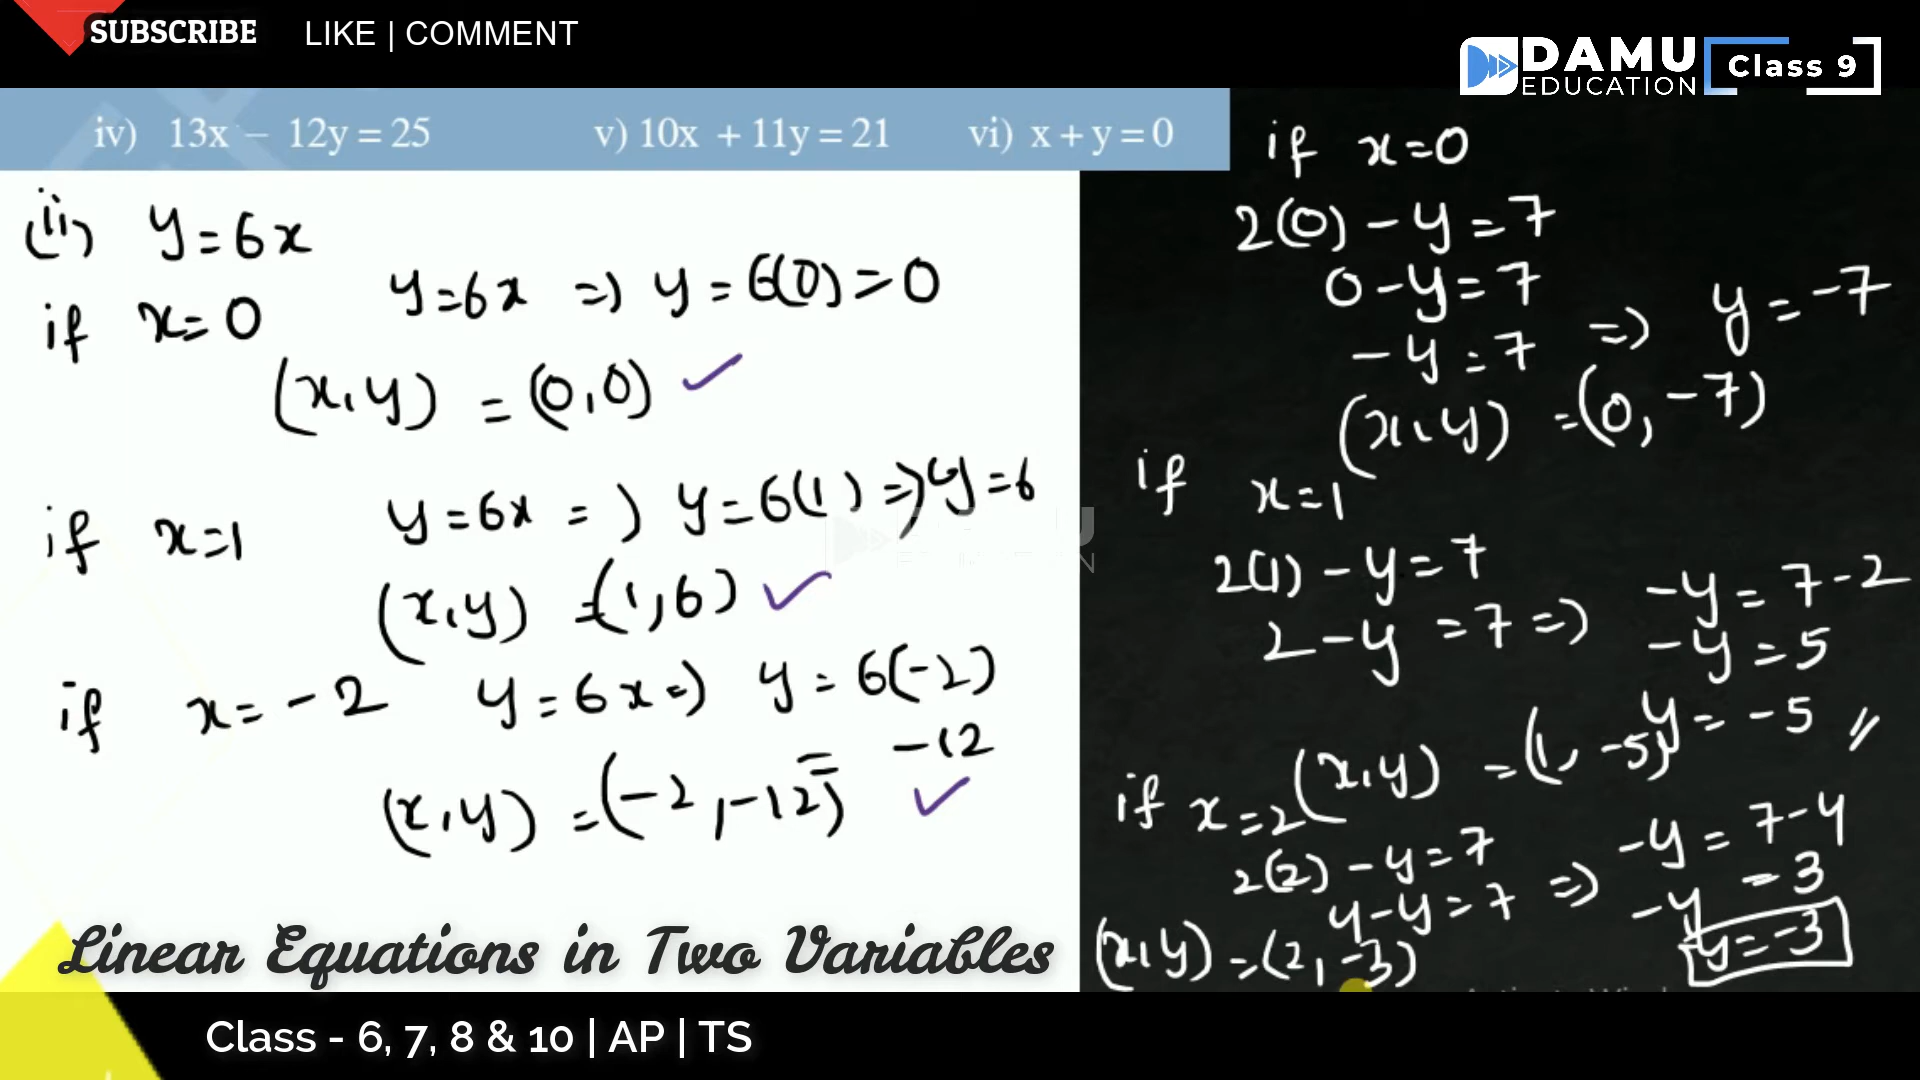 SUBSCRIBE LIKE | COMMENT
DAMU
EDUCATION
Class 9
iv) 13x – 12y = 25 v) 10x + 11y = 21 vi) x + y = 0
(ii) y = 6x
if x = 0 y = 6x => y = 6(0) = 0
(x, y) = (0, 0) ✓
if x = 1 y = 6x => y = 6(1) => y = 6
(x, y) = (1, 6) ✓
if x = -2 y = 6x => y = 6(-2)
= -12
(x, y) = (-2, -12) ✓
Linear Equations in Two Variables
if x = 0
2(0) - y = 7
0 - y = 7
- y = 7 => y = -7
(x, y) = (0, -7)
if x = 1
2(1) - y = 7
2 - y = 7 => -y = 7 - 2
-y = 5
y = -5 //
(x, y) = (1, -5)
if x = 2
2(2) - y = 7
4 - y = 7 => -y = 7 - 4
-y = 3
y = -3
(x, y) = (2, -3)
Class - 6, 7, 8 & 10 | AP | TS